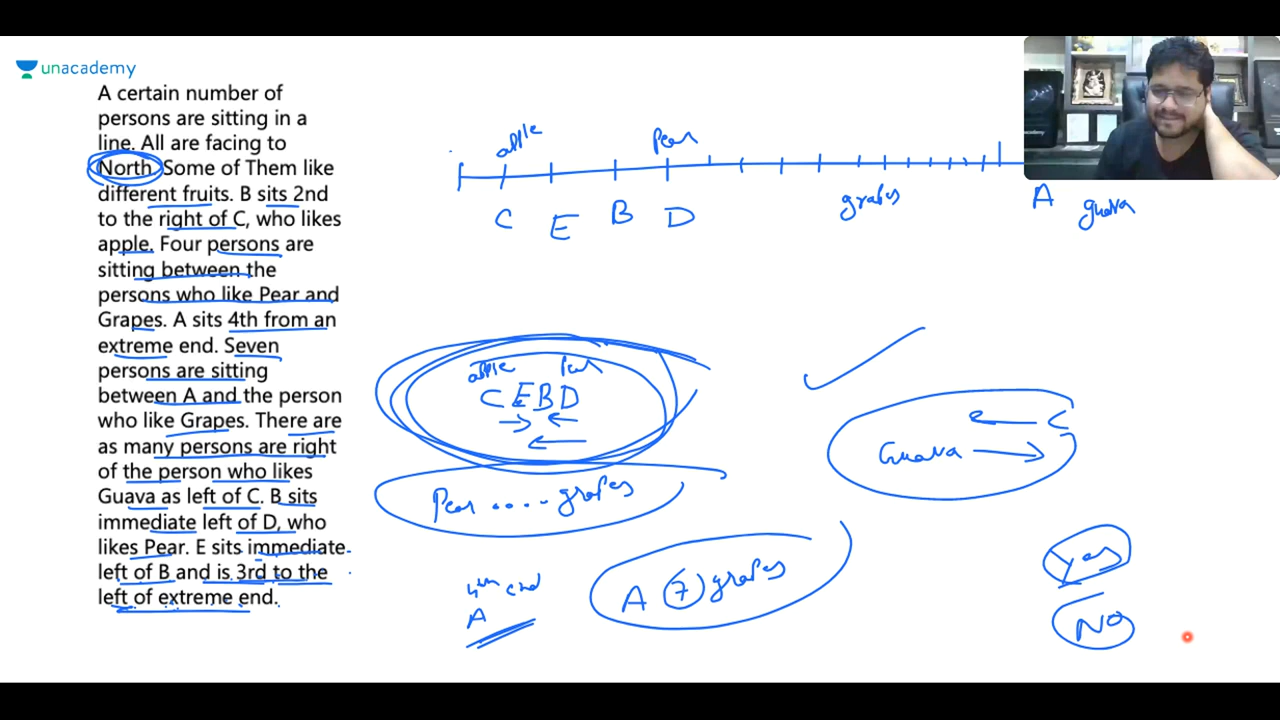 unacademy
A certain number of
persons are sitting in a
line. All are facing to
North. Some of Them like
different fruits. B sits 2nd
to the right of C, who likes
apple. Four persons are
sitting between the
persons who like Pear and
Grapes. A sits 4th from an
extreme end. Seven
persons are sitting
between A and the person
who like Grapes. There are
as many persons are right
of the person who likes
Guava as left of C. B sits
immediate left of D, who
likes Pear. E sits immediate
left of B and is 3rd to the
left of extreme end.
apple Pear
C E B D grapes A guava
apple Pear
C E B D
Pear .... grapes
4th end
A
A 7 grapes
C
Guava
Yes
No